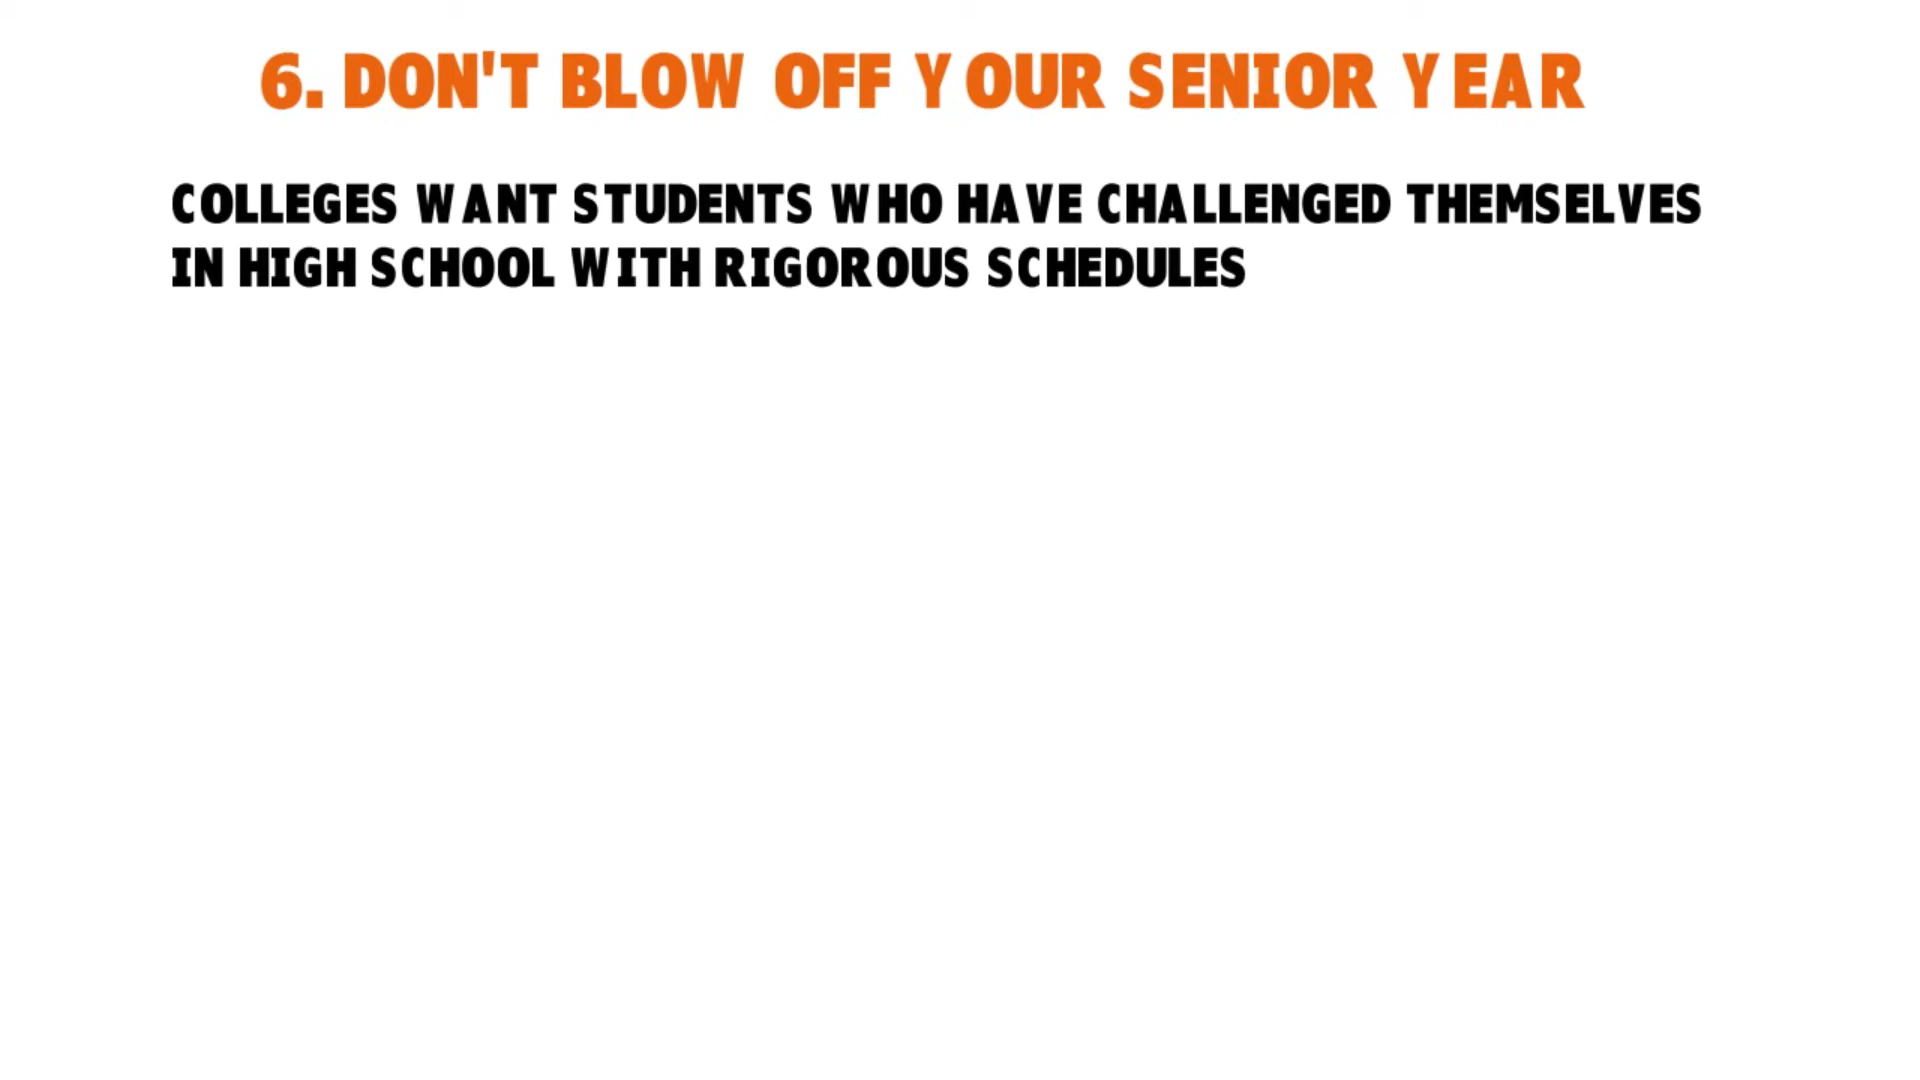 6. DON'T BLOW OFF YOUR SENIOR YEAR
COLLEGES WANT STUDENTS WHO HAVE CHALLENGED THEMSELVES
IN HIGH SCHOOL WITH RIGOROUS SCHEDULES